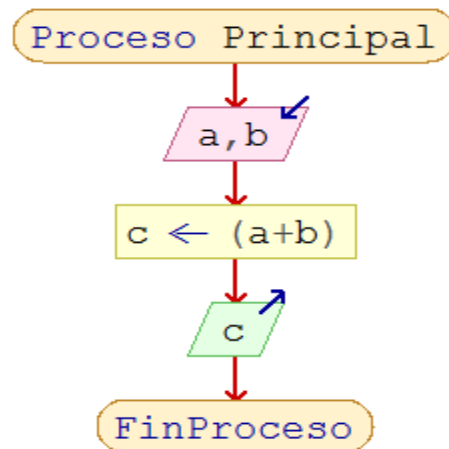 Proceso Principal
a,b
c ← (a+b)
c
FinProceso